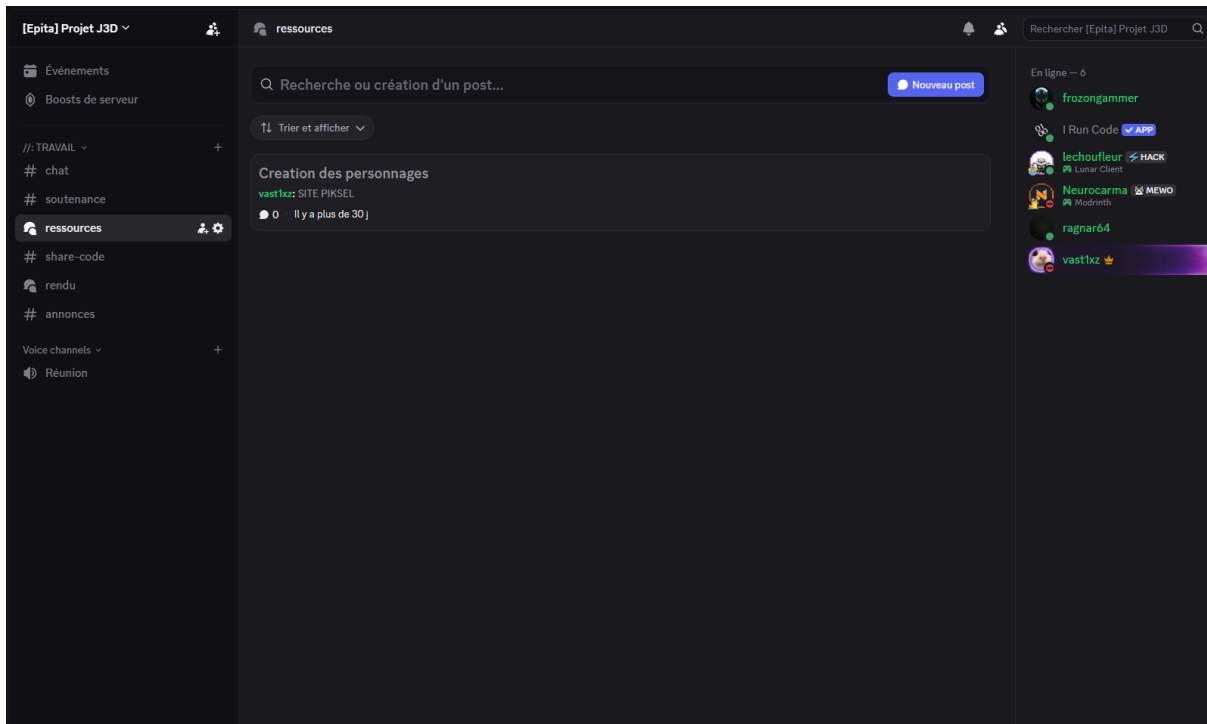 [Epita] Projet J3D
Événements
Boosts de serveur
//: TRAVAIL
chat
soutenance
ressources
share-code
rendu
annonces
Voice channels
Réunion
ressources
Recherche ou création d'un post...
Nouveau post
Trier et afficher
Creation des personnages
vast1xz: SITE PIKSEL
0 Il y a plus de 30 j
Rechercher [Epita] Projet J3D
En ligne — 6
frozongammer
I Run Code APP
lechoufleur HACK
Lunar Client
Neurocarma MEWO
Modrinth
ragnar64
vast1xz